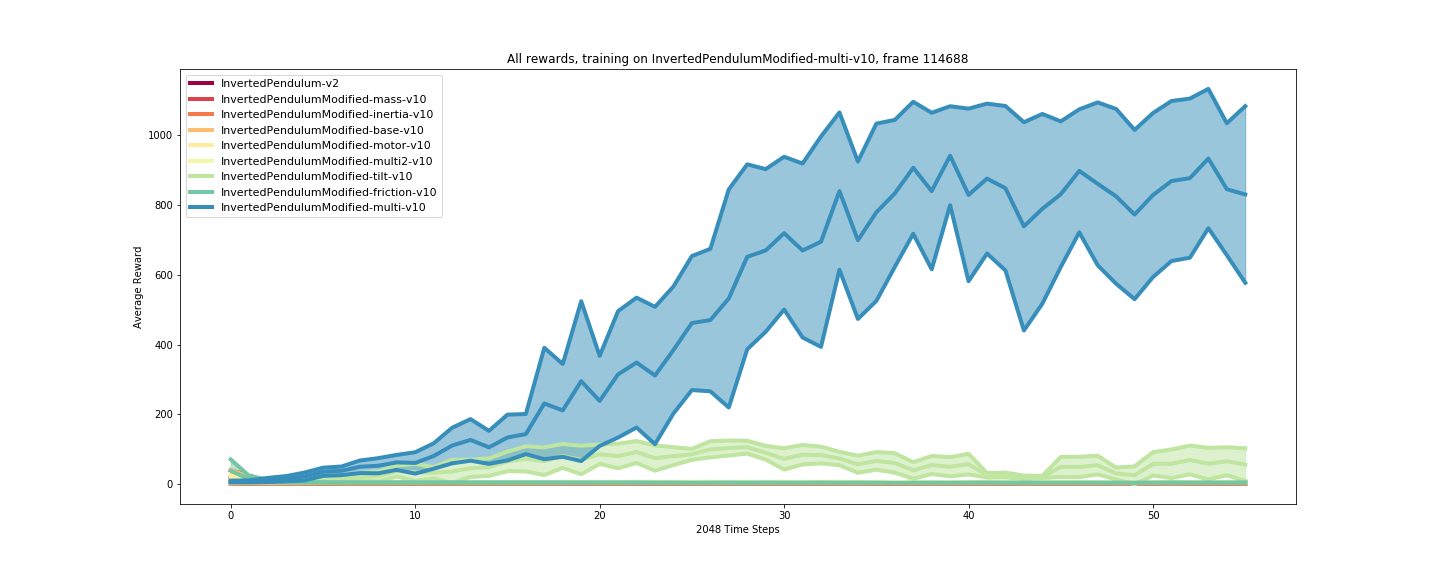 All rewards, training on InvertedPendulumModified-multi-v10, frame 114688
InvertedPendulum-v2
InvertedPendulumModified-mass-v10
InvertedPendulumModified-inertia-v10
InvertedPendulumModified-base-v10
InvertedPendulumModified-motor-v10
InvertedPendulumModified-multi2-v10
InvertedPendulumModified-tilt-v10
InvertedPendulumModified-friction-v10
InvertedPendulumModified-multi-v10
Average Reward
1000
800
600
400
200
0
0 10 20 30 40 50
2048 Time Steps